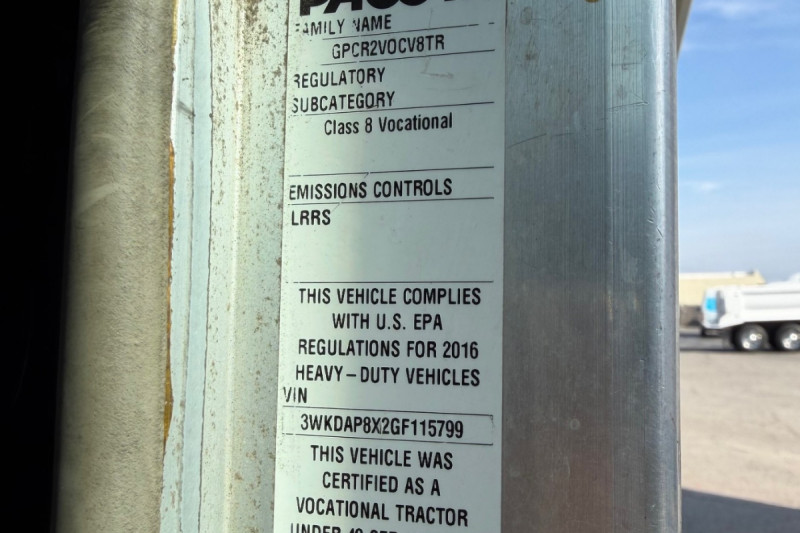 FAMILY NAME
GPCR2VOCV8TR
REGULATORY
SUBCATEGORY
Class 8 Vocational
EMISSIONS CONTROLS
LRRS
THIS VEHICLE COMPLIES
WITH U.S. EPA
REGULATIONS FOR 2016
HEAVY-DUTY VEHICLES
VIN
3WKDAP8X2GF115799
THIS VEHICLE WAS
CERTIFIED AS A
VOCATIONAL TRACTOR
UNDER